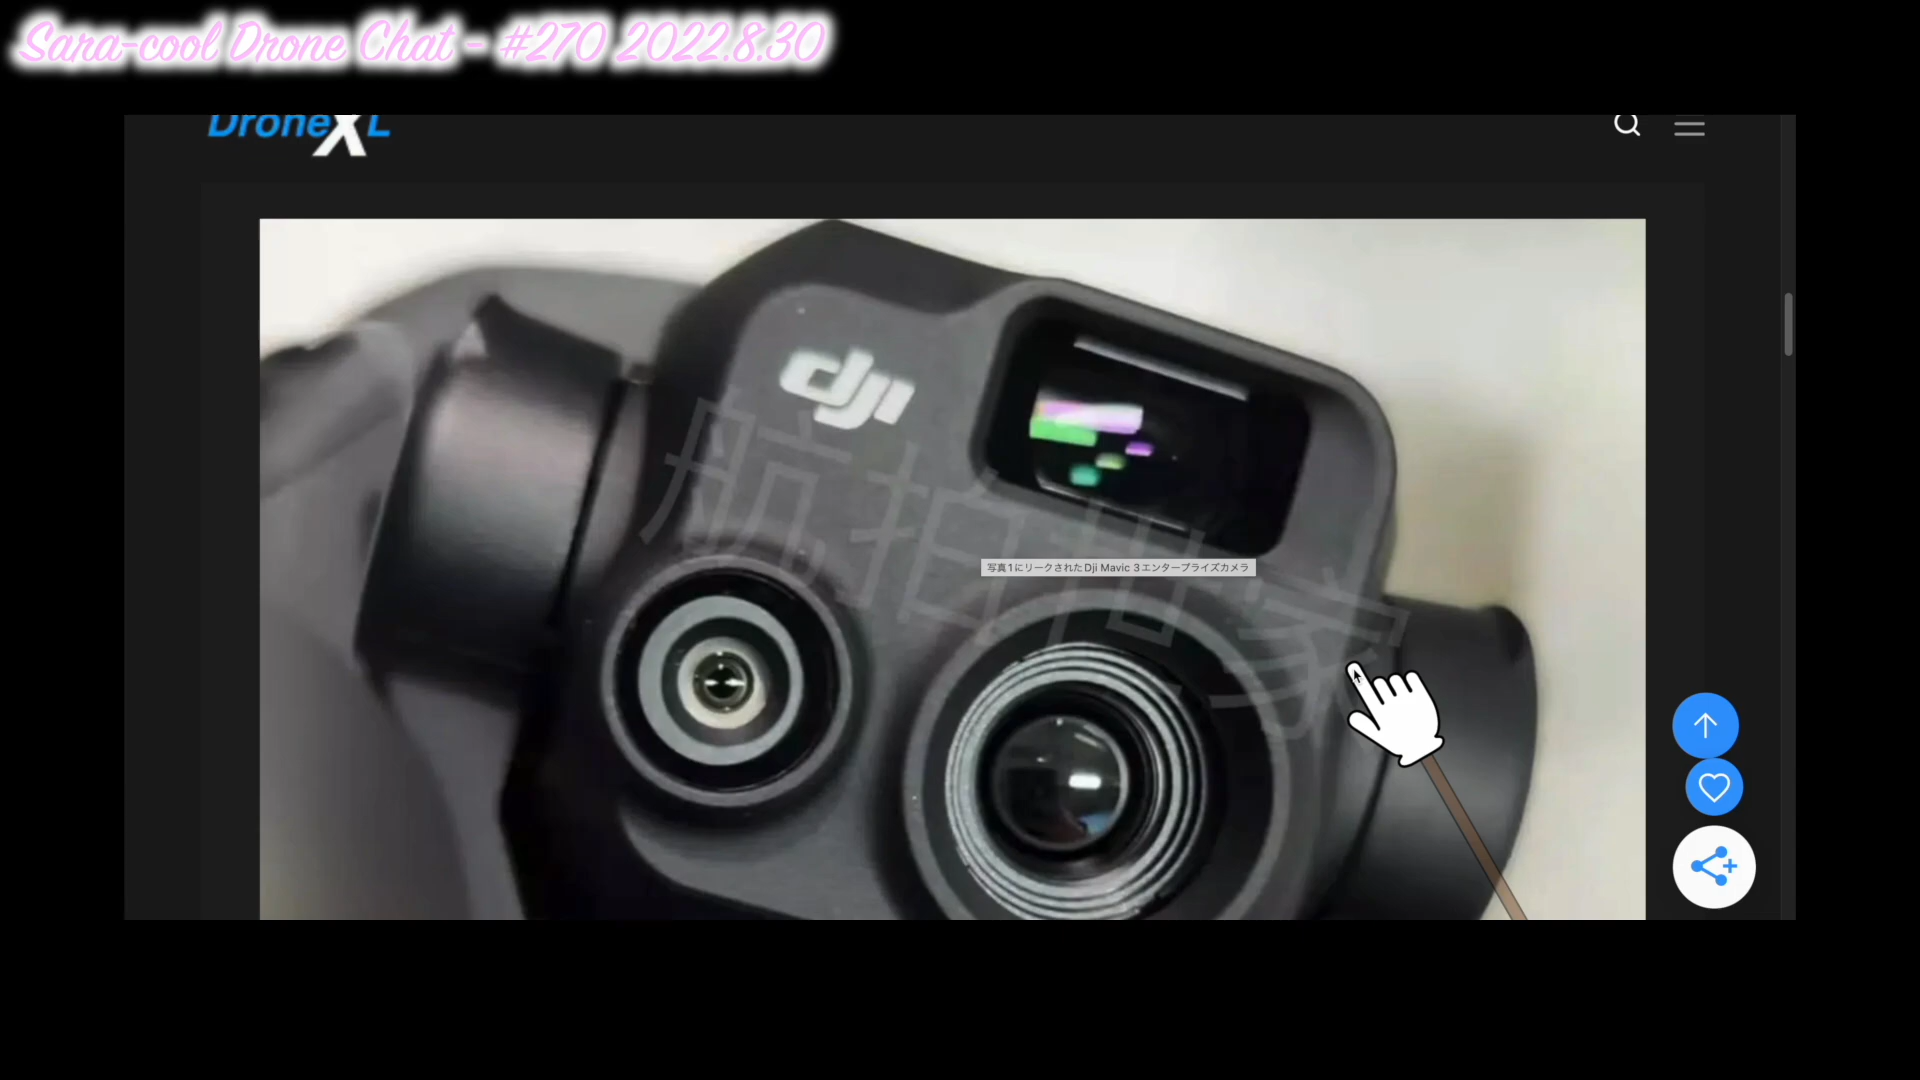 Sara-cool Drone Chat - #270 2022.8.30
DroneXL
dji
航拍世家
写真1にリークされたDji Mavic 3エンタープライズカメラ